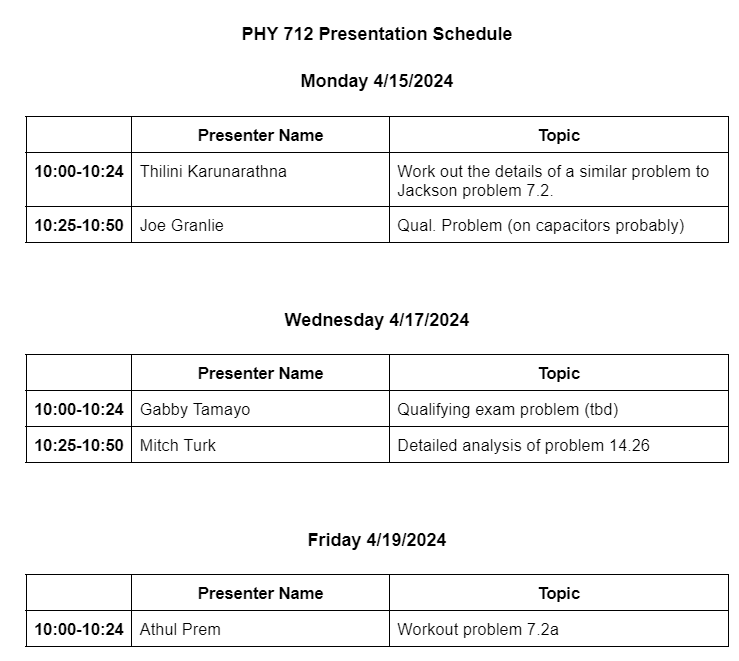 PHY 712 Presentation Schedule
Monday 4/15/2024
Presenter Name Topic
10:00-10:24 Thilini Karunarathna Work out the details of a similar problem to
Jackson problem 7.2.
10:25-10:50 Joe Granlie Qual. Problem (on capacitors probably)
Wednesday 4/17/2024
Presenter Name Topic
10:00-10:24 Gabby Tamayo Qualifying exam problem (tbd)
10:25-10:50 Mitch Turk Detailed analysis of problem 14.26
Friday 4/19/2024
Presenter Name Topic
10:00-10:24 Athul Prem Workout problem 7.2a